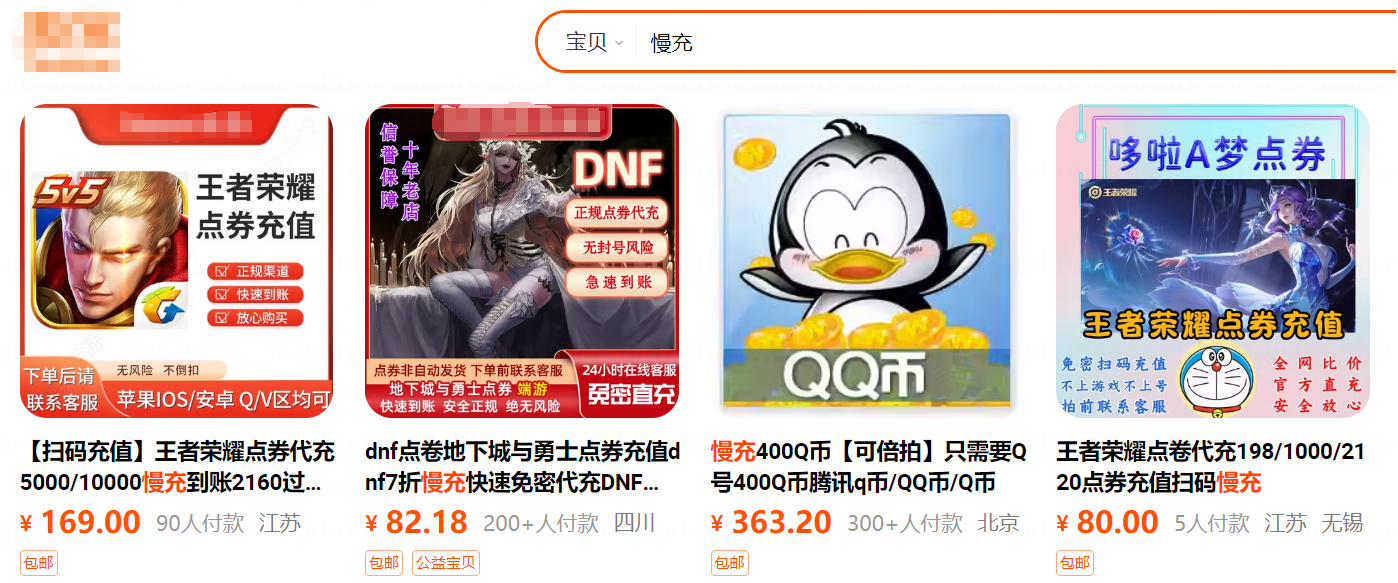 宝贝
慢充
5v5
王者荣耀
点券充值
正规渠道
快速到账
放心购买
下单后请
联系客服
无风险 不倒扣
苹果IOS/安卓 Q/V区均可
【扫码充值】王者荣耀点券代充
5000/10000慢充到账2160过...
¥ 169.00 90人付款 江苏
包邮
信誉保障
十年老店
DNF
正规点券代充
无封号风险
急速到账
点券非自动发货 下单前联系客服
地下城与勇士点券 端游
快速到账 安全正规 绝无风险
24小时在线客服
免密直充
dnf点卷地下城与勇士点券充值d
nf7折慢充快速免密代充DNF...
¥ 82.18 200+人付款 四川
包邮 公益宝贝
QQ币
慢充400Q币【可倍拍】只需要Q
号400Q币腾讯q币/QQ币/Q币
¥ 363.20 300+人付款 北京
包邮
哆啦A梦点券
王者荣耀
王者荣耀点券充值
免密扫码充值
不上游戏不上号
拍前联系客服
全网比价
官方直充
安全放心
王者荣耀点卷代充198/1000/21
20点券充值扫码慢充
¥ 80.00 5人付款 江苏 无锡
包邮